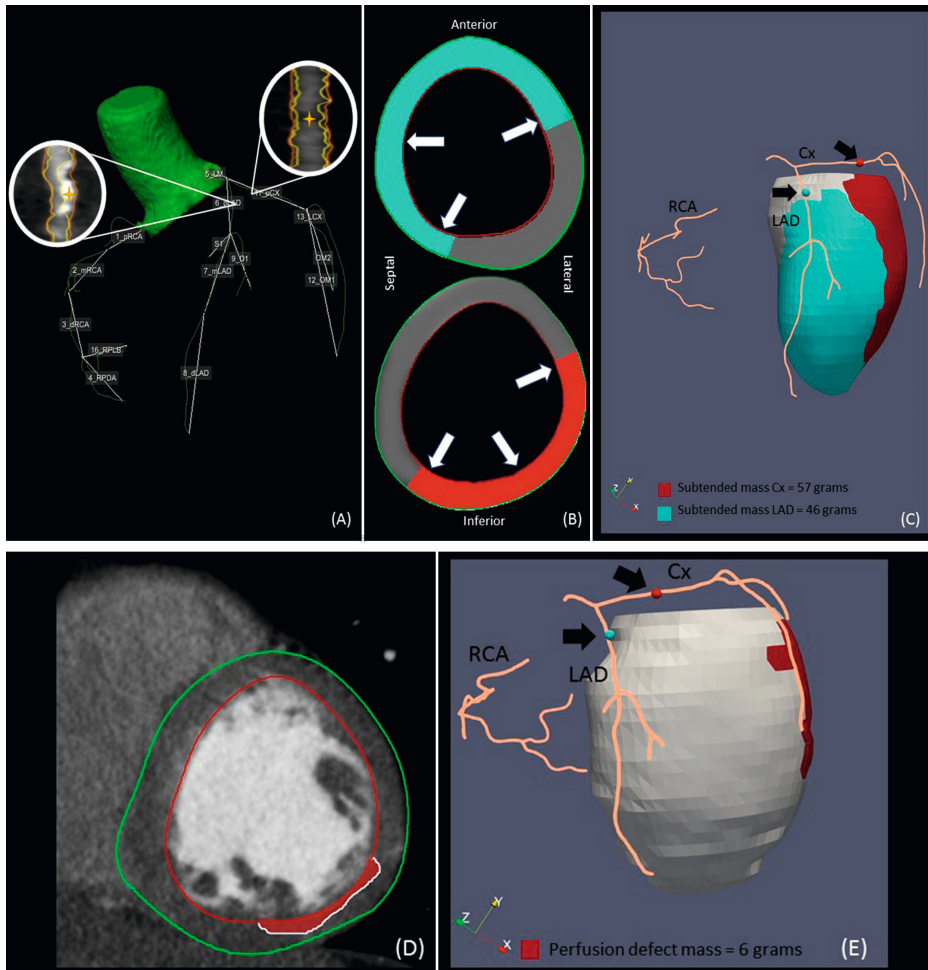 5_LM
11_pCX
6_pLAD
13_LCX
1_pRCA
S1
9_D1
OM2
2_mRCA
7_mLAD
12_OM1
3_dRCA
16_RPLB
4_RPDA
8_dLAD
(A)
Anterior
Septal
Lateral
Inferior
(B)
Cx
RCA
LAD
Z
Y
X
Subtended mass Cx = 57 grams
Subtended mass LAD = 46 grams
(C)
(D)
Cx
RCA
LAD
Z
Y
X
Perfusion defect mass = 6 grams
(E)